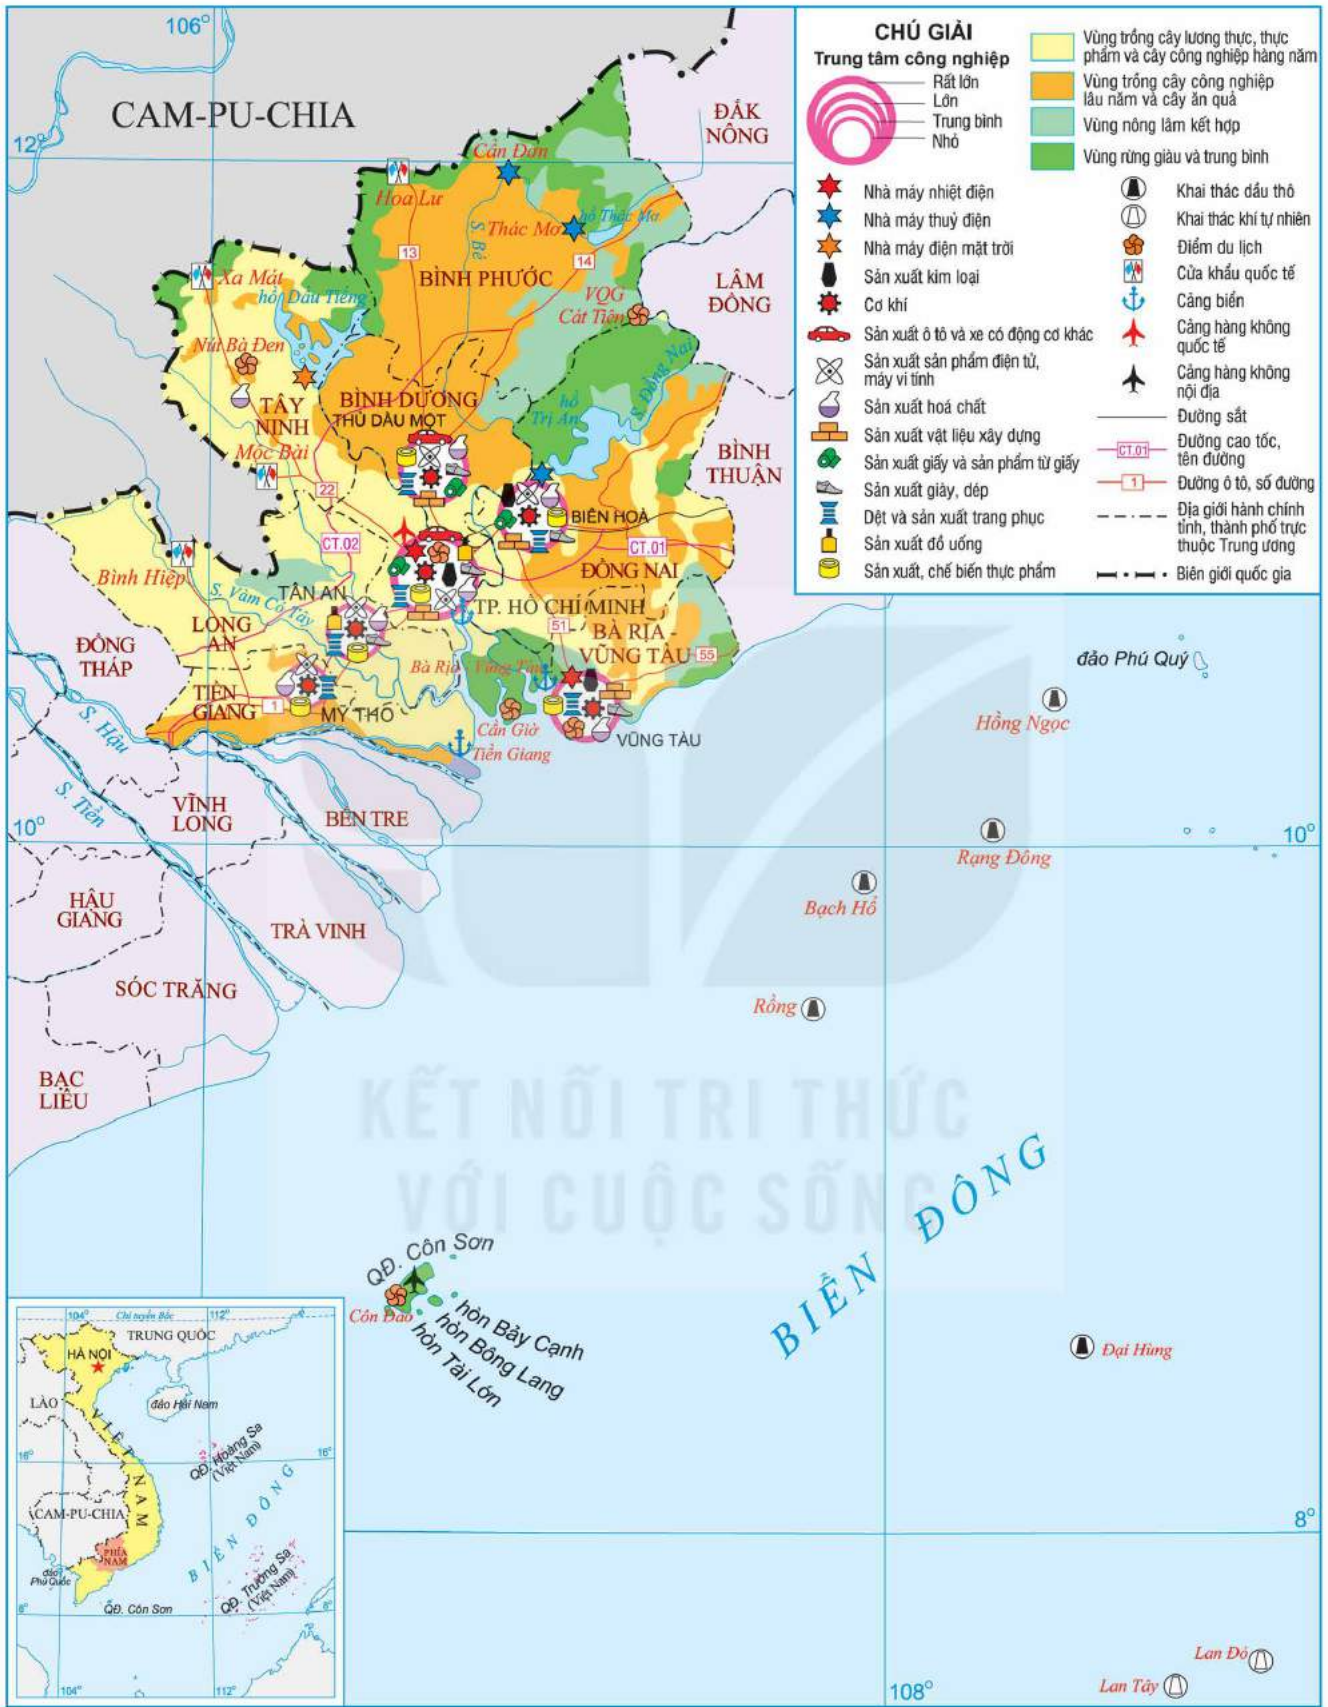 106°
CAM-PU-CHIA
12°
ĐẮK
NÔNG
Cần Đơn
Hoa Lư
hồ Thác Mơ
Thác Mơ
S. Bé
13
14
BÌNH PHƯỚC
LÂM
ĐỒNG
Xa Mát
hồ Dầu Tiếng
VQG
Cát Tiên
Núi Bà Đen
S. Đồng Nai
hồ
Trị An
TÂY
NINH
BÌNH DƯƠNG
THỦ DẦU MỘT
Mộc Bài
BÌNH
THUẬN
22
BIÊN HOÀ
CT.02
CT.01
Bình Hiệp
ĐỒNG NAI
S. Vàm Cỏ Tây
TÂN AN
TP. HỒ CHÍ MINH
LONG
AN
51
BÀ RỊA -
VŨNG TÀU
55
ĐỒNG
THÁP
Bà Rịa - Vũng Tàu
TIỀN
GIANG
1
MỸ THO
Cần Giờ
VŨNG TÀU
Tiền Giang
S. Hậu
S. Tiền
VĨNH
LONG
BẾN TRE
10°
10°
HẬU
GIANG
TRÀ VINH
SÓC TRĂNG
BẠC
LIÊU
đảo Phú Quý
Hồng Ngọc
Rạng Đông
Bạch Hổ
Rồng
KẾT NỐI TRI THỨC
VỚI CUỘC SỐNG
BIỂN ĐÔNG
QĐ. Côn Sơn
Côn Đảo
hòn Bảy Cạnh
hòn Bông Lang
hòn Tài Lớn
Đại Hùng
8°
Lan Đỏ
Lan Tây
108°
CHÚ GIẢI
Trung tâm công nghiệp
Rất lớn
Lớn
Trung bình
Nhỏ
Vùng trồng cây lương thực, thực
phẩm và cây công nghiệp hàng năm
Vùng trồng cây công nghiệp
lâu năm và cây ăn quả
Vùng nông lâm kết hợp
Vùng rừng giàu và trung bình
Nhà máy nhiệt điện
Nhà máy thuỷ điện
Nhà máy điện mặt trời
Sản xuất kim loại
Cơ khí
Sản xuất ô tô và xe có động cơ khác
Sản xuất sản phẩm điện tử,
máy vi tính
Sản xuất hoá chất
Sản xuất vật liệu xây dựng
Sản xuất giấy và sản phẩm từ giấy
Sản xuất giày, dép
Dệt và sản xuất trang phục
Sản xuất đồ uống
Sản xuất, chế biến thực phẩm
Khai thác dầu thô
Khai thác khí tự nhiên
Điểm du lịch
Cửa khẩu quốc tế
Cảng biển
Cảng hàng không
quốc tế
Cảng hàng không
nội địa
Đường sắt
CT.01
Đường cao tốc,
tên đường
1
Đường ô tô, số đường
Địa giới hành chính
tỉnh, thành phố trực
thuộc Trung ương
Biên giới quốc gia
104°
Chí tuyến Bắc
112°
TRUNG QUỐC
HÀ NỘI
LÀO
đảo Hải Nam
VIỆT NAM
16°
16°
QĐ. Hoàng Sa
(Việt Nam)
CAM-PU-CHIA
BIỂN ĐÔNG
PHÍA
NAM
đảo
Phú Quốc
QĐ. Trường Sa
(Việt Nam)
8°
8°
QĐ. Côn Sơn
104°
112°